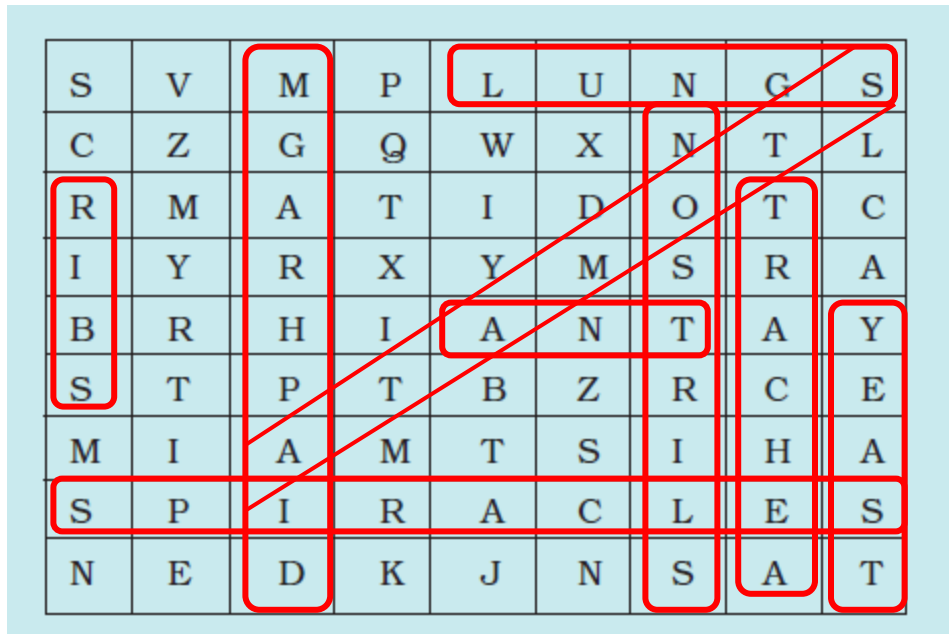 S V M P L U N G S
C Z G Q W X N T L
R M A T I D O T C
I Y R X Y M S R A
B R H I A N T A Y
S T P T B Z R C E
M I A M T S I H A
S P I R A C L E S
N E D K J N S A T